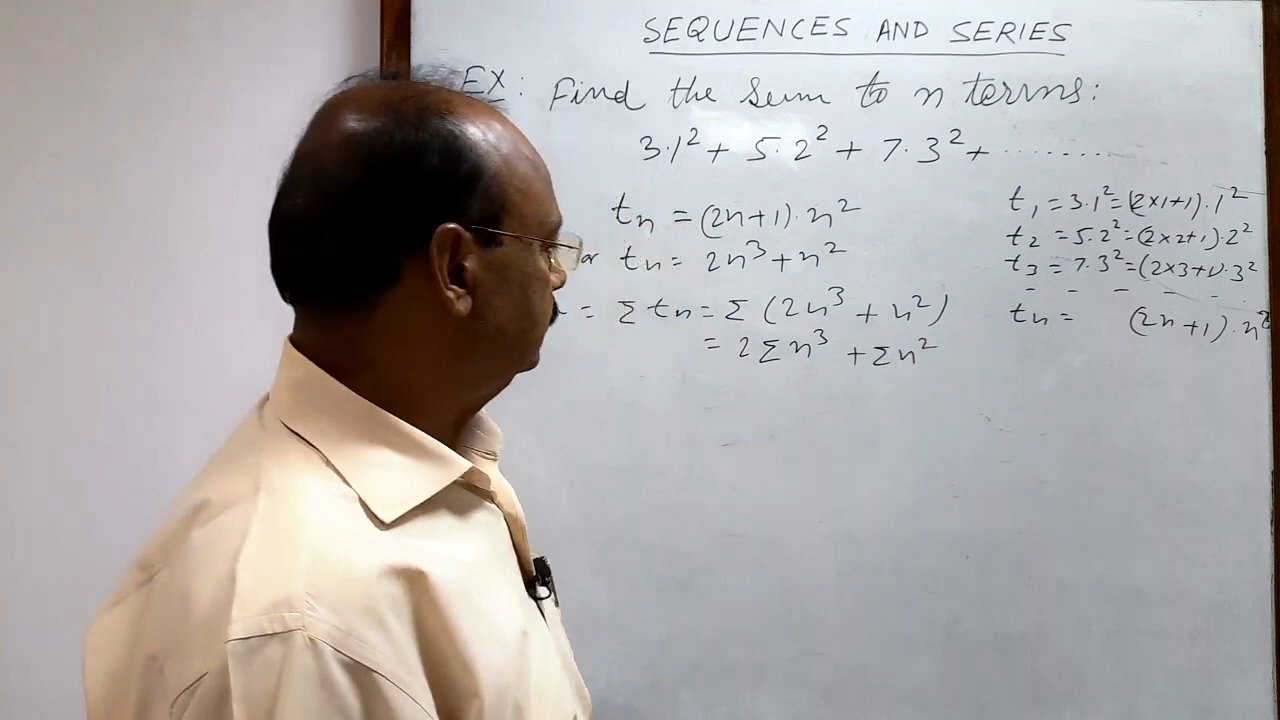 SEQUENCES AND SERIES
EX: Find the sum to n terms:
3.1² + 5.2² + 7.3² + ........
tn = (2n+1).n²
or tn = 2n³+n²
= Σ tn = Σ (2n³ + n²)
= 2Σn³ + Σn²
t₁ = 3.1² = (2×1+1).1²
t₂ = 5.2² = (2×2+1).2²
t₃ = 7.3² = (2×3+1).3²
- - - - - .
tn = (2n+1).n²